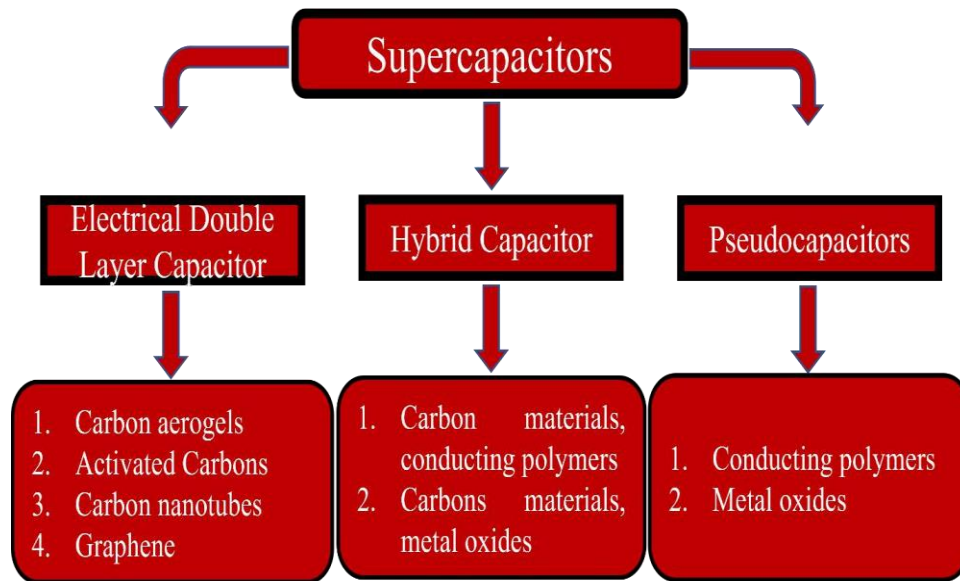 Supercapacitors
Electrical Double
Layer Capacitor
Hybrid Capacitor
Pseudocapacitors
1. Carbon aerogels
2. Activated Carbons
3. Carbon nanotubes
4. Graphene
1. Carbon materials,
conducting polymers
2. Carbons materials,
metal oxides
1. Conducting polymers
2. Metal oxides